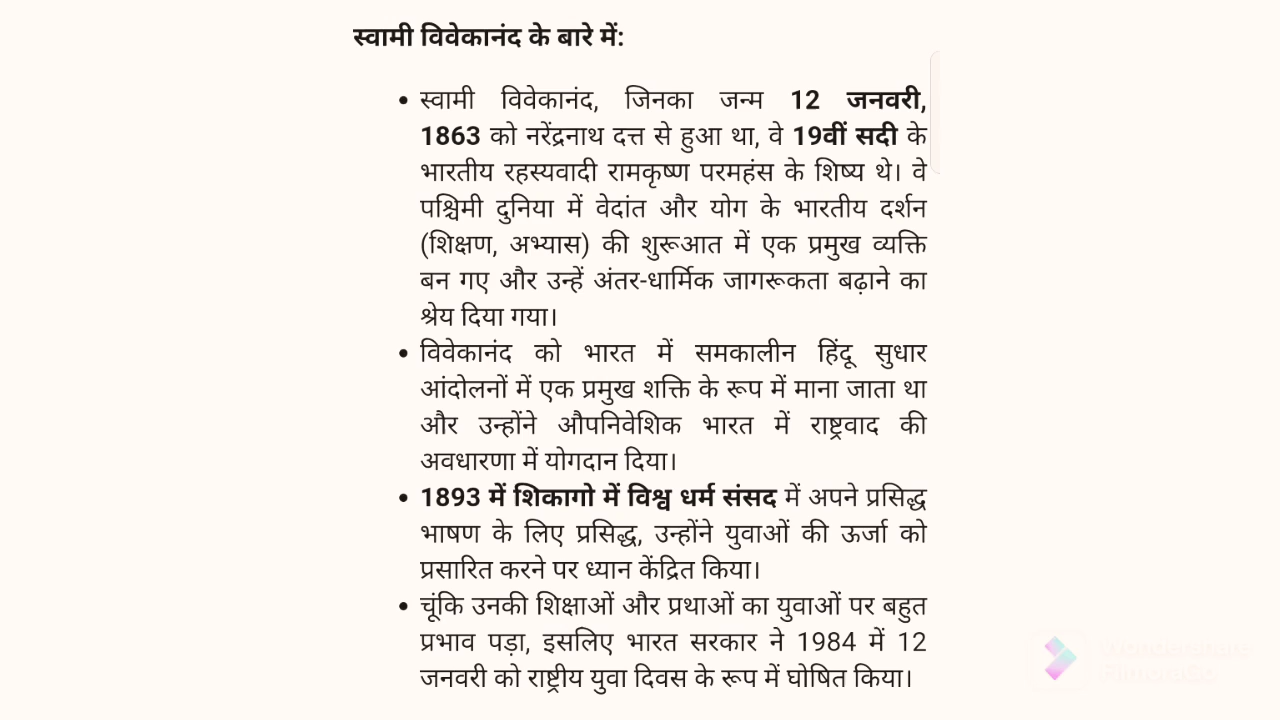 स्वामी विवेकानंद के बारे में:
• स्वामी विवेकानंद, जिनका जन्म 12 जनवरी,
1863 को नरेंद्रनाथ दत्त से हुआ था, वे 19वीं सदी के
भारतीय रहस्यवादी रामकृष्ण परमहंस के शिष्य थे। वे
पश्चिमी दुनिया में वेदांत और योग के भारतीय दर्शन
(शिक्षण, अभ्यास) की शुरूआत में एक प्रमुख व्यक्ति
बन गए और उन्हें अंतर-धार्मिक जागरूकता बढ़ाने का
श्रेय दिया गया।
• विवेकानंद को भारत में समकालीन हिंदू सुधार
आंदोलनों में एक प्रमुख शक्ति के रूप में माना जाता था
और उन्होंने औपनिवेशिक भारत में राष्ट्रवाद की
अवधारणा में योगदान दिया।
• 1893 में शिकागो में विश्व धर्म संसद में अपने प्रसिद्ध
भाषण के लिए प्रसिद्ध, उन्होंने युवाओं की ऊर्जा को
प्रसारित करने पर ध्यान केंद्रित किया।
• चूंकि उनकी शिक्षाओं और प्रथाओं का युवाओं पर बहुत
प्रभाव पड़ा, इसलिए भारत सरकार ने 1984 में 12
जनवरी को राष्ट्रीय युवा दिवस के रूप में घोषित किया।
Wondershare
Filmora